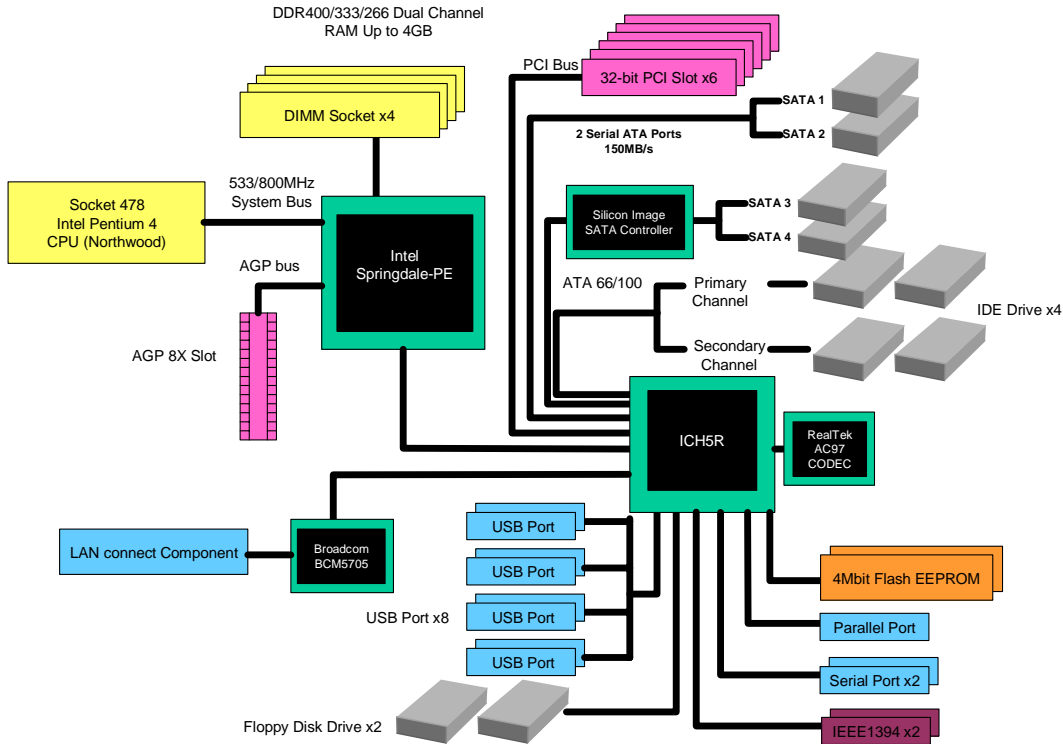 DDR400/333/266 Dual Channel
RAM Up to 4GB
PCI Bus
32-bit PCI Slot x6
DIMM Socket x4
2 Serial ATA Ports
150MB/s
SATA 1
SATA 2
533/800MHz
System Bus
Socket 478
Intel Pentium 4
CPU (Northwood)
Intel
Springdale-PE
Silicon Image
SATA Controller
SATA 3
SATA 4
AGP bus
AGP 8X Slot
ATA 66/100
Primary
Channel
IDE Drive x4
Secondary
Channel
ICH5R
RealTek
AC97
CODEC
LAN connect Component
Broadcom
BCM5705
USB Port
USB Port
USB Port x8
USB Port
USB Port
4Mbit Flash EEPROM
Parallel Port
Serial Port x2
Floppy Disk Drive x2
IEEE1394 x2